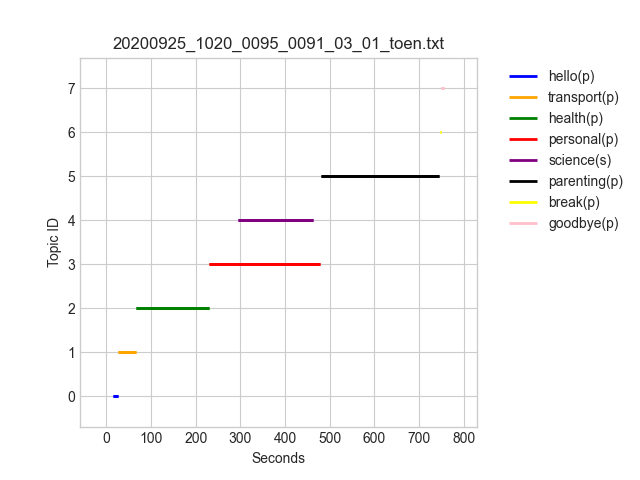 20200925_1020_0095_0091_03_01_toen.txt
7
6
5
4
3
2
1
0
Topic ID
0 100 200 300 400 500 600 700 800
Seconds
hello(p)
transport(p)
health(p)
personal(p)
science(s)
parenting(p)
break(p)
goodbye(p)